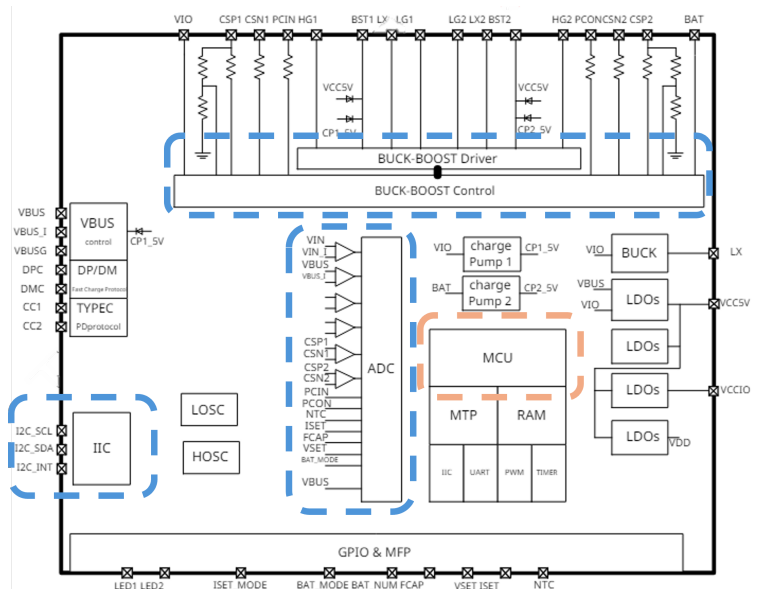 VIO CSP1 CSN1 PCIN HG1 BST1 LX LG1 LG2 LX2 BST2 HG2 PCON CSN2 CSP2 BAT
VCC5V VCC5V
CP1_5V CP2_5V
BUCK-BOOST Driver
BUCK-BOOST Control
VBUS
VBUS_I
VBUSG
DPC
DMC
CC1
CC2
VBUS
control
CP1_5V
DP/DM
Fast Charge Protocol
TYPEC
PDprotocol
I2C_SCL
I2C_SDA
I2C_INT
IIC
LOSC
HOSC
VIN
VIN_I
VBUS
VBUS_I
CSP1
CSN1
CSP2
CSN2
PCIN
PCON
NTC
ISET
FCAP
VSET
BAT_MODE
VBUS
ADC
VIO charge Pump 1 CP1_5V
BAT charge Pump 2 CP2_5V
MCU
MTP RAM
IIC UART PWM TIMER
VIO BUCK LX
VBUS
VIO
LDOs
VCC5V
LDOs
LDOs
VCCIO
LDOs
VDD
GPIO & MFP
LED1 LED2 ISET MODE BAT MODE BAT NUM FCAP VSET ISET NTC